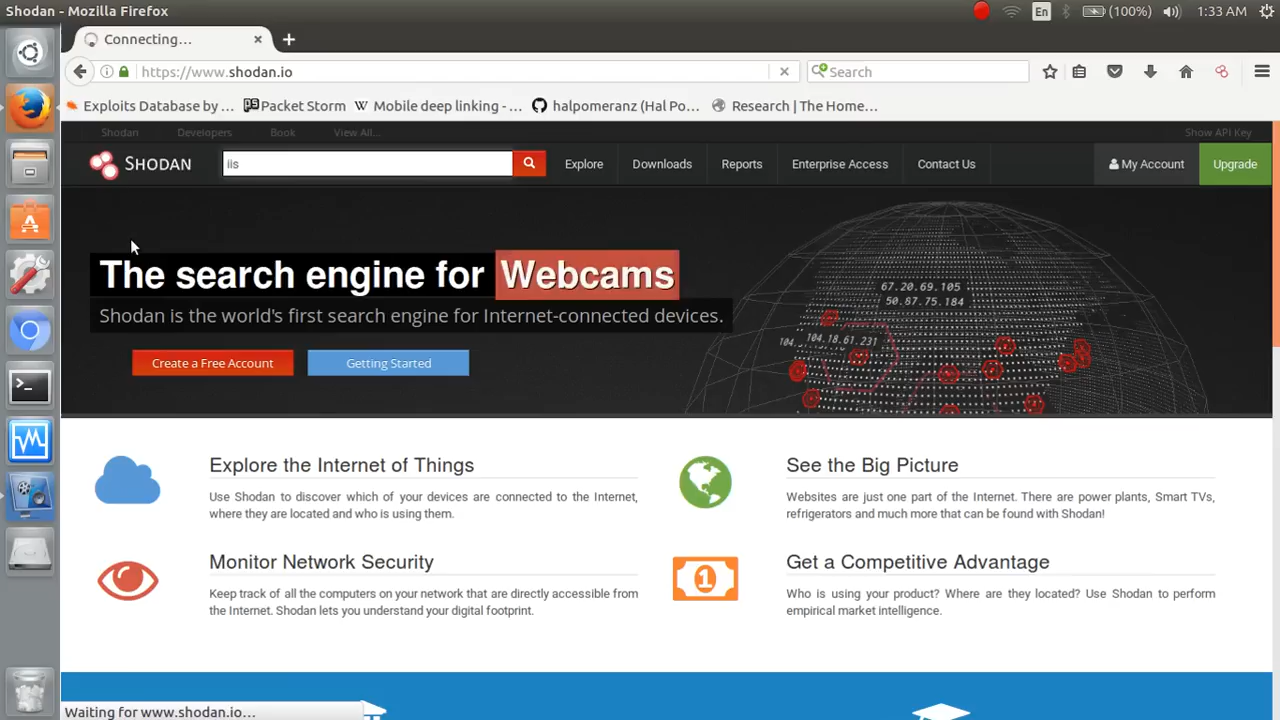 Shodan - Mozilla Firefox
En
(100%)
1:33 AM
Connecting...
https://www.shodan.io
Search
Exploits Database by ...
Packet Storm
W Mobile deep linking - ...
halpomeranz (Hal Po...
Research | The Home...
Shodan
Developers
Book
View All...
Show API Key
SHODAN
iis
Explore
Downloads
Reports
Enterprise Access
Contact Us
My Account
Upgrade
The search engine for Webcams
Shodan is the world's first search engine for Internet-connected devices.
Create a Free Account
Getting Started
67.20.69.105
50.87.75.184
104.18.61.231
104.
Explore the Internet of Things
Use Shodan to discover which of your devices are connected to the Internet,
where they are located and who is using them.
See the Big Picture
Websites are just one part of the Internet. There are power plants, Smart TVs,
refrigerators and much more that can be found with Shodan!
Monitor Network Security
Keep track of all the computers on your network that are directly accessible from
the Internet. Shodan lets you understand your digital footprint.
1
Get a Competitive Advantage
Who is using your product? Where are they located? Use Shodan to perform
empirical market intelligence.
Waiting for www.shodan.io...